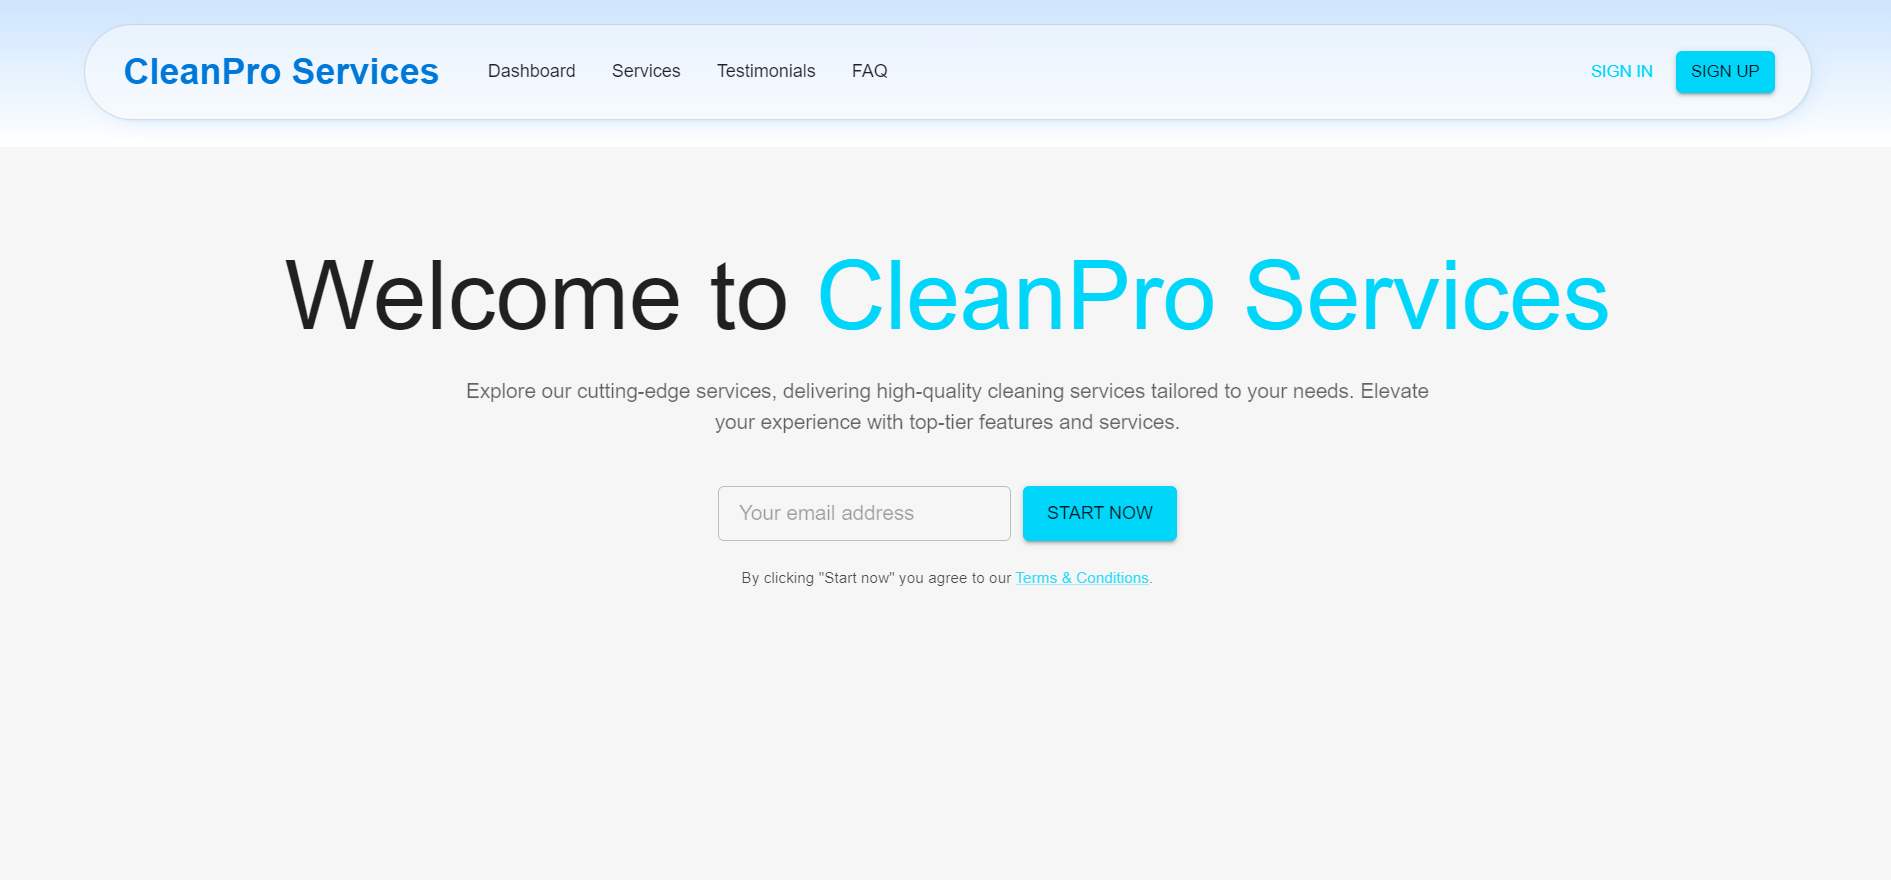 CleanPro Services
Dashboard
Services
Testimonials
FAQ
SIGN IN
SIGN UP
Welcome to CleanPro Services
Explore our cutting-edge services, delivering high-quality cleaning services tailored to your needs. Elevate
your experience with top-tier features and services.
Your email address
START NOW
By clicking "Start now" you agree to our Terms & Conditions.